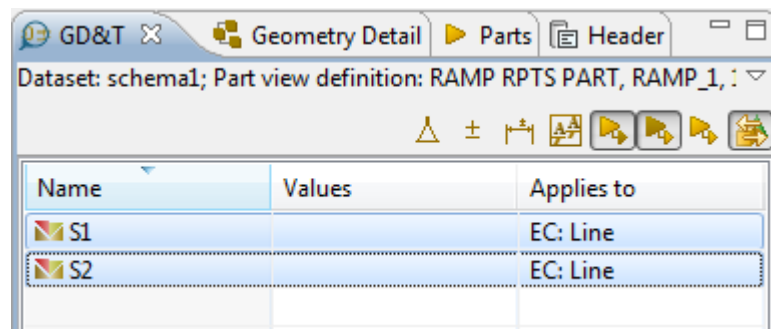 GD&T Geometry Detail Parts Header
Dataset: schema1; Part view definition: RAMP RPTS PART, RAMP_1,
Name Values Applies to
S1 EC: Line
S2 EC: Line